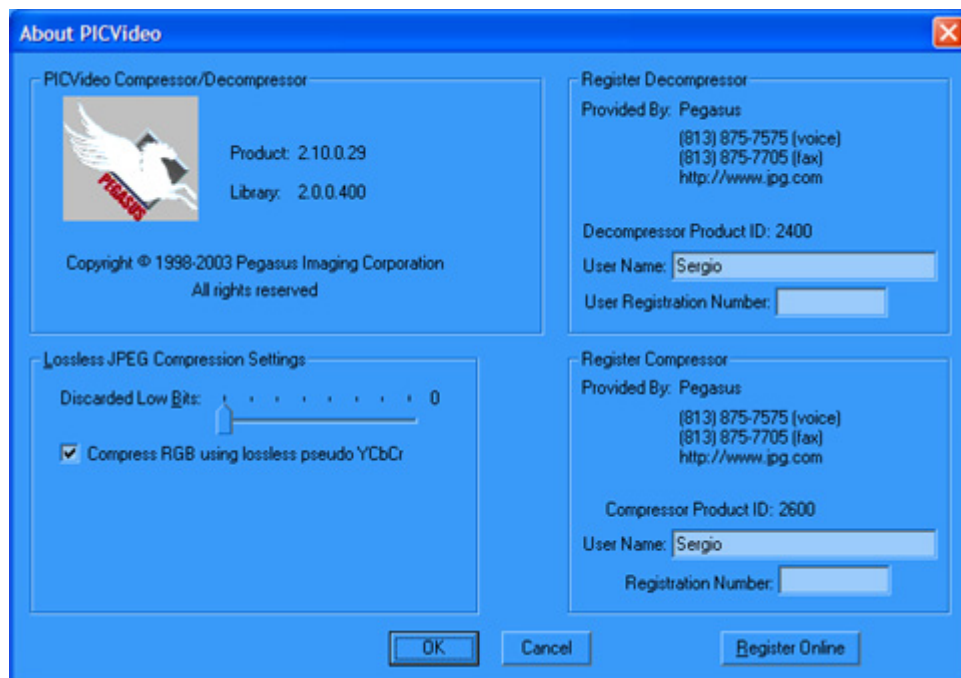 About PICVideo
PICVideo Compressor/Decompressor
PEGASUS
Product: 2.10.0.29
Library: 2.0.0.400
Copyright © 1998-2003 Pegasus Imaging Corporation
All rights reserved
Register Decompressor
Provided By: Pegasus
(813) 875-7575 (voice)
(813) 875-7705 (fax)
http://www.jpg.com
Decompressor Product ID: 2400
User Name: Sergio
User Registration Number:
Lossless JPEG Compression Settings
Discarded Low Bits: 0
Compress RGB using lossless pseudo YCbCr
Register Compressor
Provided By: Pegasus
(813) 875-7575 (voice)
(813) 875-7705 (fax)
http://www.jpg.com
Compressor Product ID: 2600
User Name: Sergio
Registration Number:
OK
Cancel
Register Online